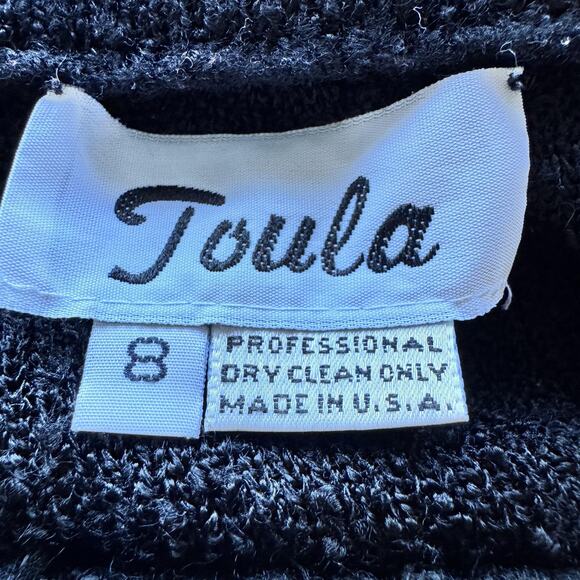 Toula
8
PROFESSIONAL
DRY CLEAN ONLY
MADE IN U.S.A.